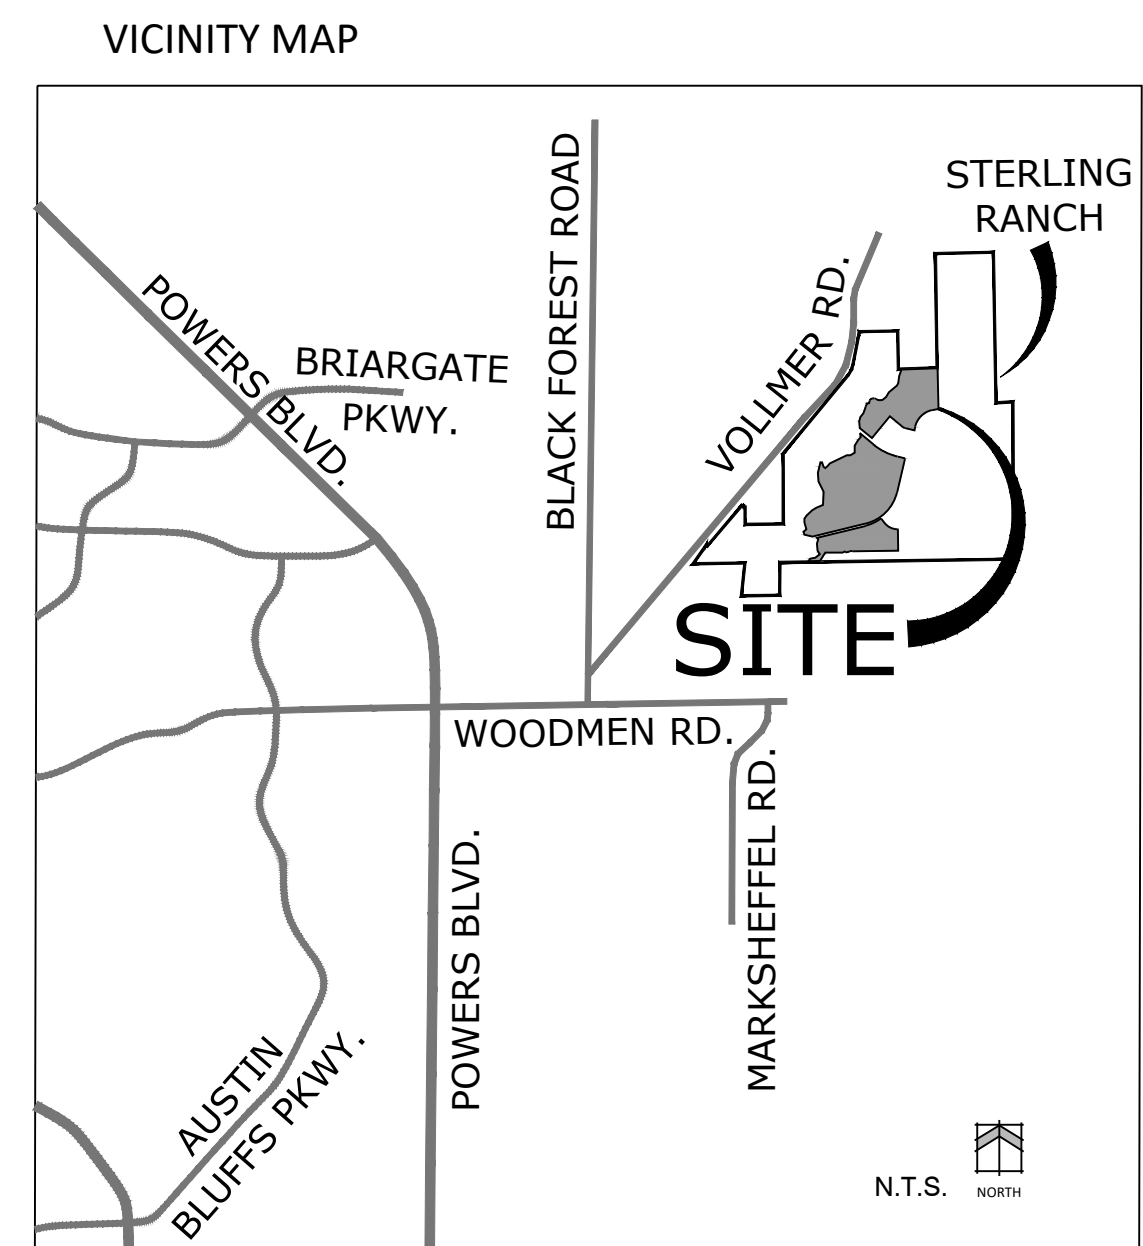 VICINITY MAP
STERLING
RANCH
BLACK FOREST ROAD
VOLLMER RD.
POWERS BLVD.
BRIARGATE
PKWY.
SITE
WOODMEN RD.
MARKSHEFFEL RD.
POWERS BLVD.
AUSTIN
BLUFFS PKWY.
N.T.S.
NORTH